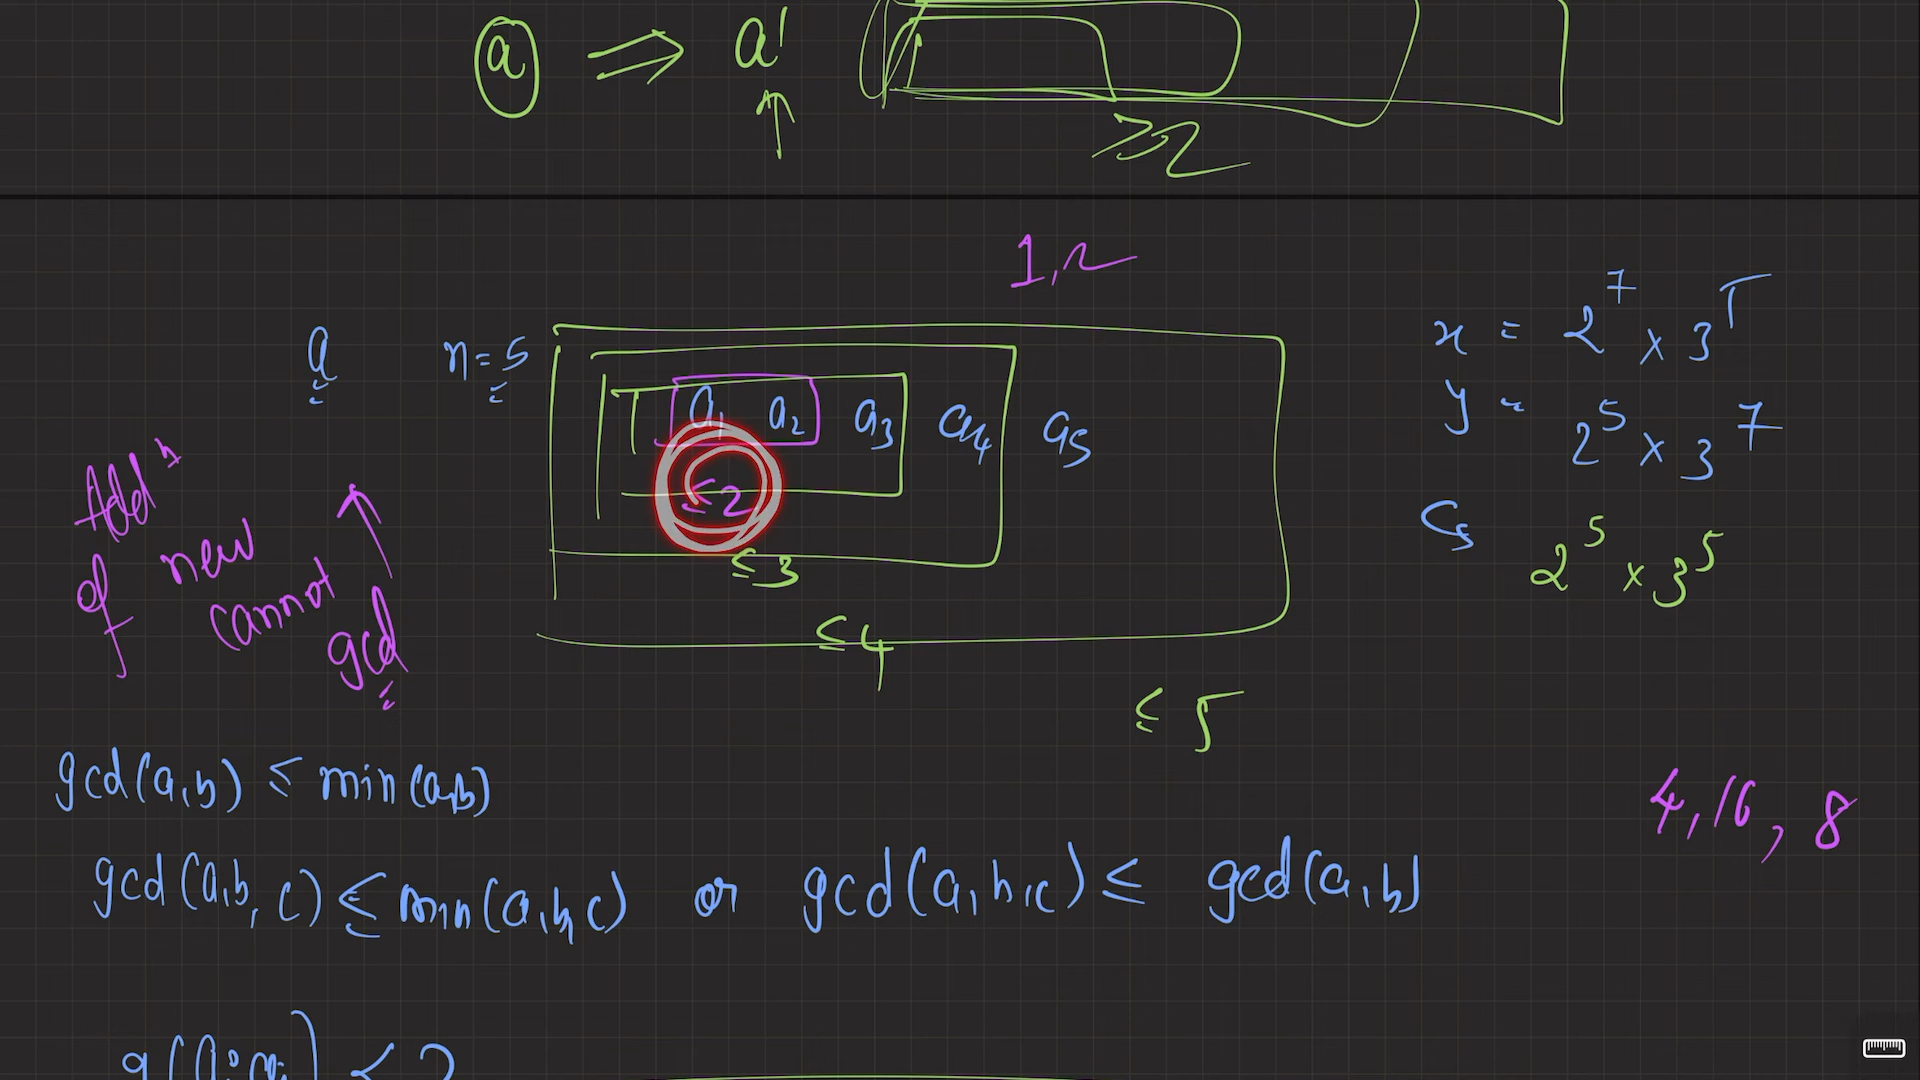 a ⇒ a'
≥2
1,2
a n=5
a1 a2 a3 a4 a5
≤2
≤3
≤4
≤5
x = 2^7 × 3^5
y = 2^5 × 3^7
2^5 × 3^5
Addn
of new
cannot ↑
gcd
gcd(a,b) ≤ min(a,b)
4,16,8
gcd(a,b,c) ≤ min(a,b,c) or gcd(a,b,c) ≤ gcd(a,b)